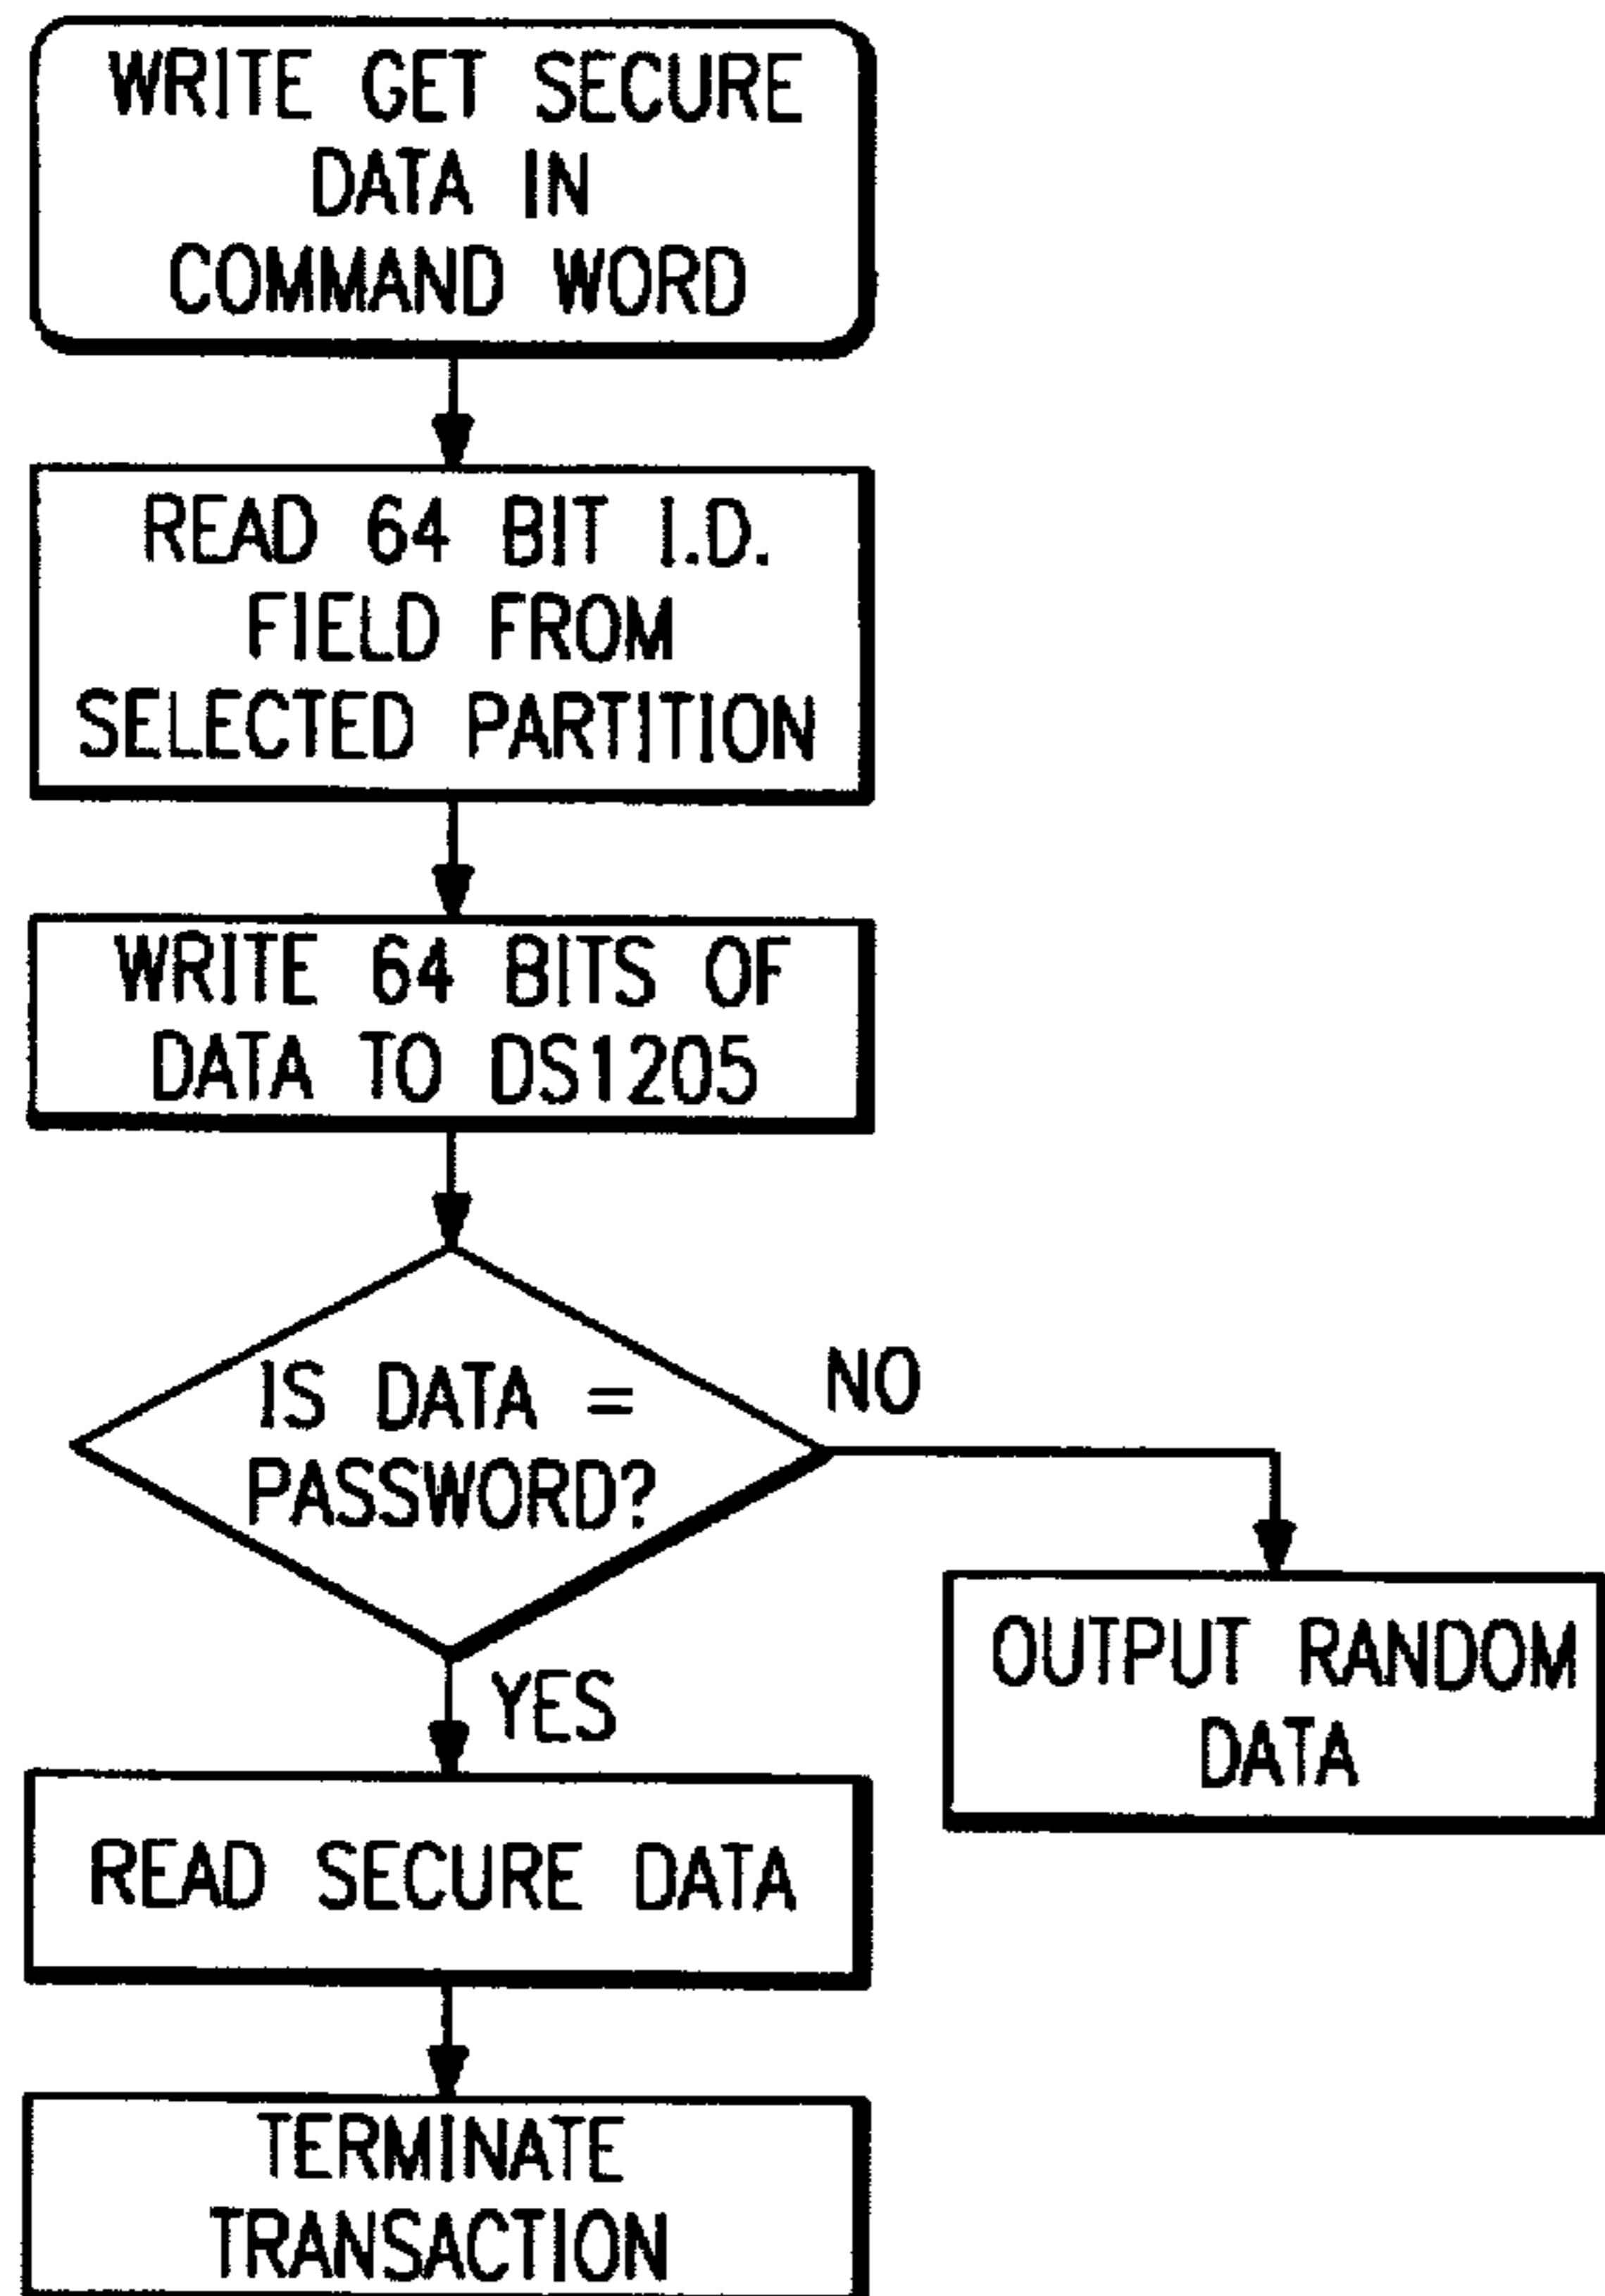 WRITE GET SECURE
DATA IN
COMMAND WORD
READ 64 BIT I.D.
FIELD FROM
SELECTED PARTITION
WRITE 64 BITS OF
DATA TO DS1205
IS DATA =
PASSWORD?
NO
OUTPUT RANDOM
DATA
YES
READ SECURE DATA
TERMINATE
TRANSACTION